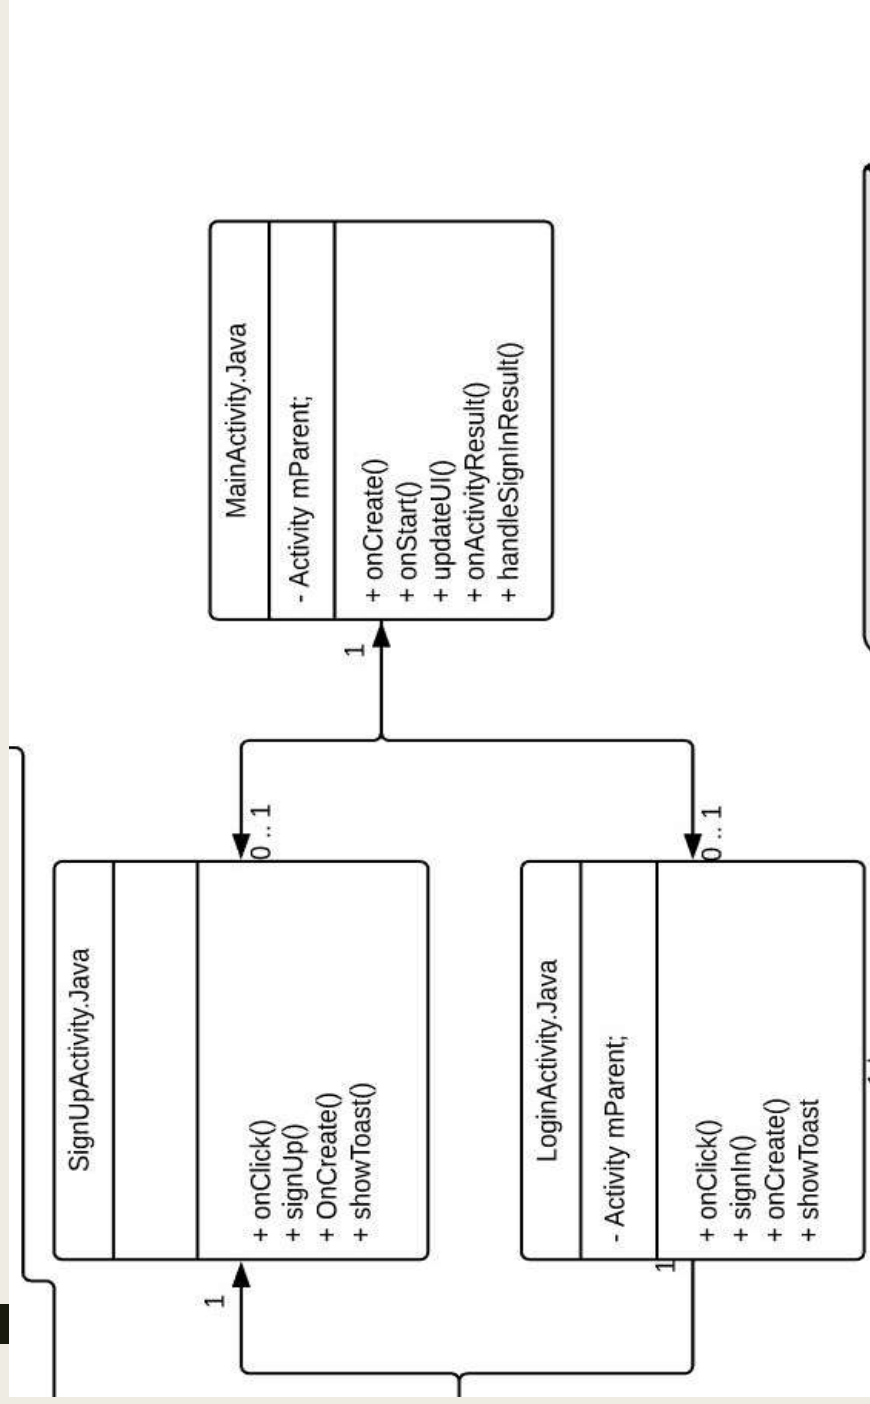 MainActivity.Java
- Activity mParent;
+ onCreate()
+ onStart()
+ updateUI()
+ onActivityResult()
+ handleSignInResult()
1
0 .. 1
0 .. 1
SignUpActivity.Java
+ onClick()
+ signUp()
+ OnCreate()
+ showToast()
1
LoginActivity.Java
- Activity mParent;
+ onClick()
+ signIn()
+ onCreate()
+ showToast
1